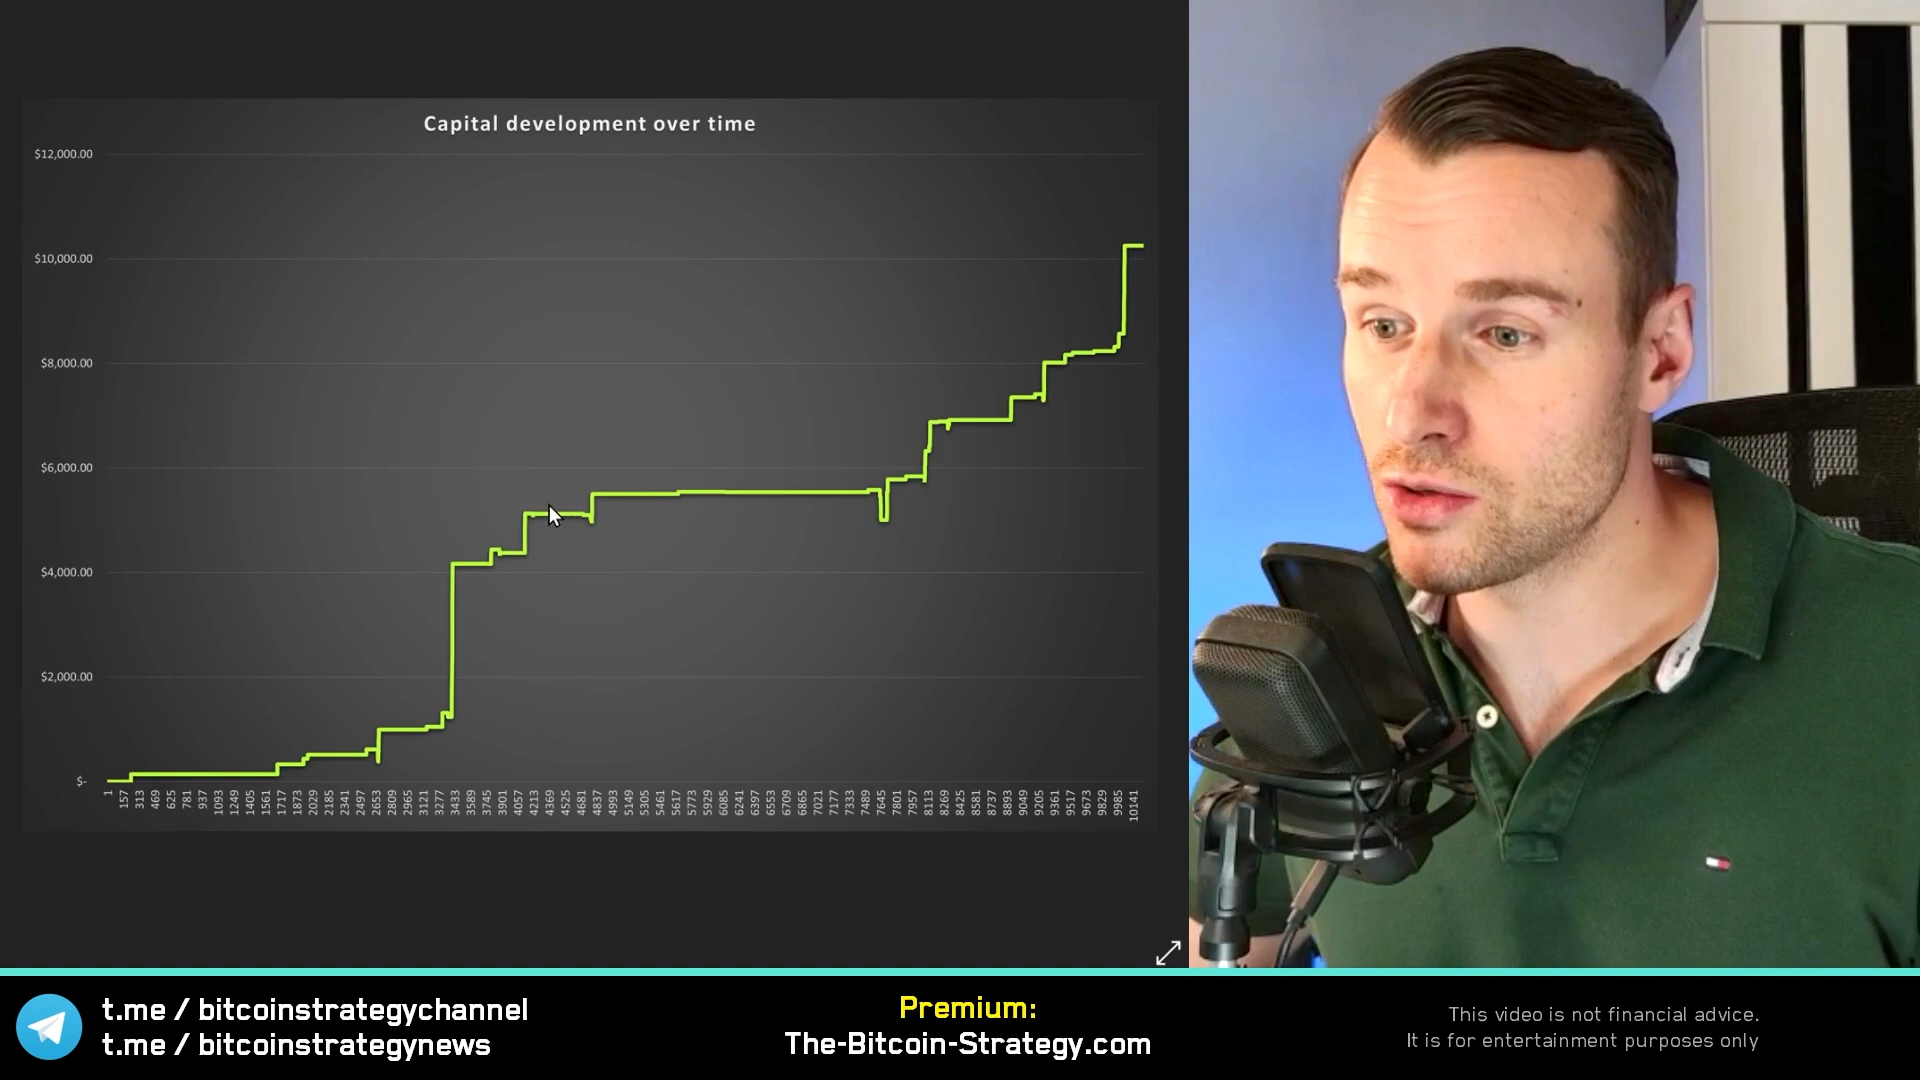 Capital development over time
$12,000.00
$10,000.00
$8,000.00
$6,000.00
$4,000.00
$2,000.00
$-
1 157 313 469 625 781 937 1093 1249 1405 1561 1717 1873 2029 2185 2341 2497 2653 2809 2965 3121 3277 3433 3589 3745 3901 4057 4213 4369 4525 4681 4837 4993 5149 5305 5461 5617 5773 5929 6085 6241 6397 6553 6709 6865 7021 7177 7333 7489 7645 7801 7957 8113 8269 8425 8581 8737 8893 9049 9205 9361 9517 9673 9829 9985 10141
t.me / bitcoinstrategychannel
t.me / bitcoinstrategynews
Premium:
The-Bitcoin-Strategy.com
This video is not financial advice.
It is for entertainment purposes only